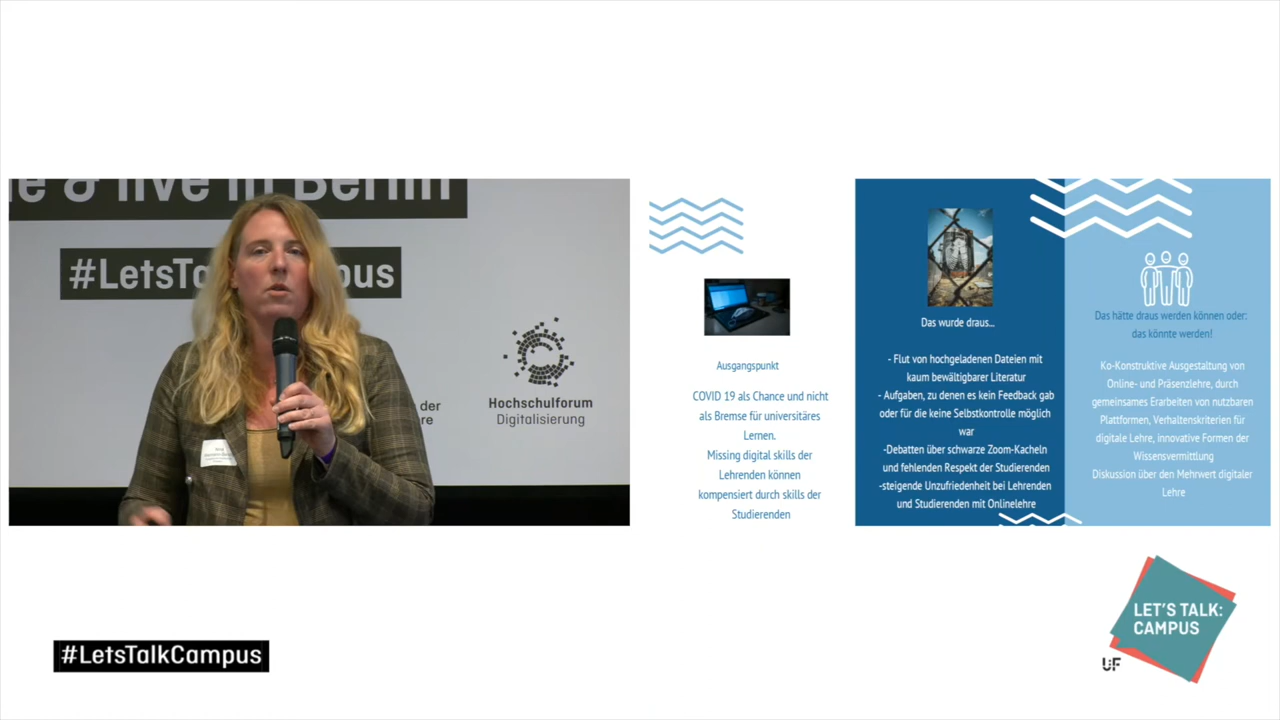 e & live in Berlin
#LetsTa
pus
Hochschulforum
Digitalisierung
der
re
Ausgangspunkt
COVID 19 als Chance und nicht
als Bremse für universitäres
Lernen.
Missing digital skills der
Lehrenden können
kompensiert durch skills der
Studierenden
Das wurde draus...
- Flut von hochgeladenen Dateien mit
kaum bewältigbarer Literatur
- Aufgaben, zu denen es kein Feedback gab
oder für die keine Selbstkontrolle möglich
war
-Debatten über schwarze Zoom-Kacheln
und fehlenden Respekt der Studierenden
-steigende Unzufriedenheit bei Lehrenden
und Studierenden mit Onlinelehre
Das hätte draus werden können oder:
das könnte werden!
Ko-Konstruktive Ausgestaltung von
Online- und Präsenzlehre, durch
gemeinsames Erarbeiten von nutzbaren
Plattformen, Verhaltenskriterien für
digitale Lehre, innovative Formen der
Wissensvermittlung
Diskussion über den Mehrwert digitaler
Lehre
#LetsTalkCampus
LET'S TALK:
CAMPUS